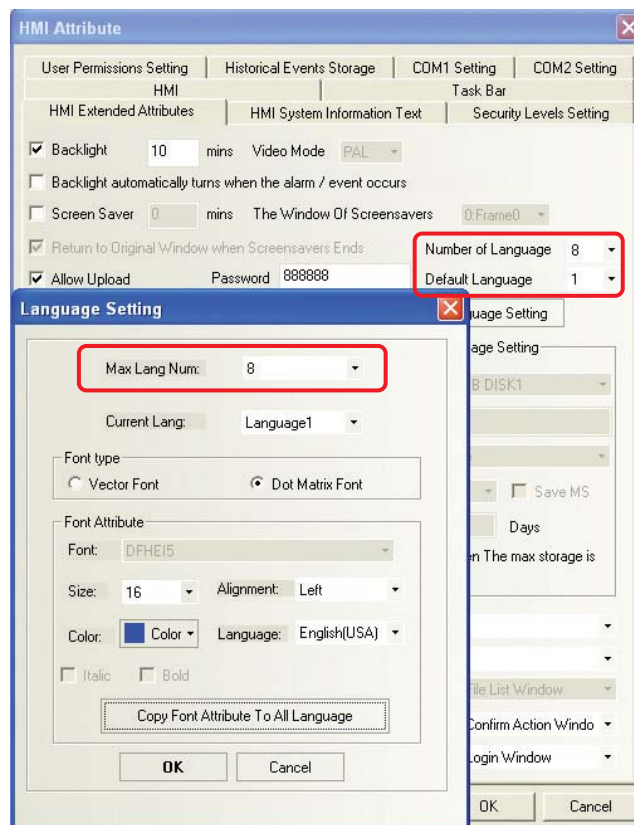 HMI Attribute
User Permissions Setting Historical Events Storage COM1 Setting COM2 Setting
HMI Task Bar
HMI Extended Attributes HMI System Information Text Security Levels Setting
Backlight 10 mins Video Mode PAL
Backlight automatically turns when the alarm / event occurs
Screen Saver 0 mins The Window Of Screensavers 0:Frame0
Return to Original Window when Screensavers Ends Number of Language 8
Allow Upload Password 888888 Default Language 1
Language Setting
guage Setting
Max Lang Num: 8
age Setting
B DISK1
Current Lang: Language1
Font type
Vector Font Dot Matrix Font
Save MS
Font Attribute
Days
Font: DFHEI5
n The max storage is
Size: 16 Alignment: Left
Color: Color Language: English(USA)
Italic Bold
File List Window
Copy Font Attribute To All Language
Confirm Action Windo
OK Cancel
Login Window
OK Cancel